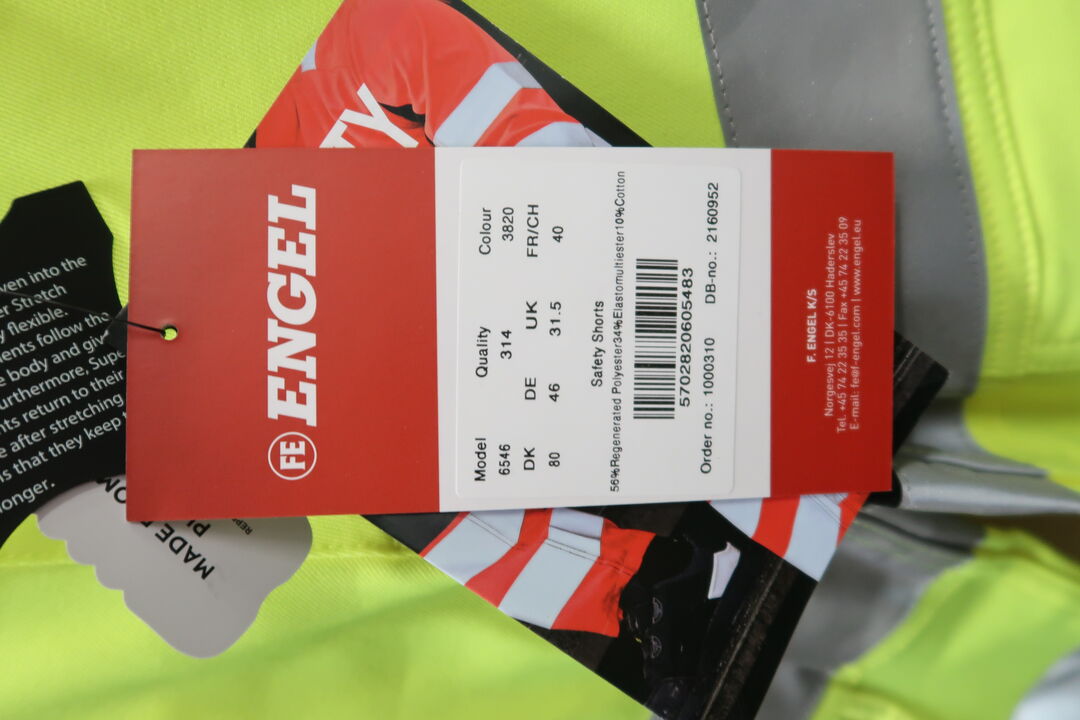 FE ENGEL
Model Quality Colour
6546 314 3820
DK DE UK FR/CH
80 46 31.5 40
Safety Shorts
56%Regenerated Polyester34%Elastomultiester10%Cotton
5702820605483
Order no.: 1000310 DB-no.: 2160952
F. ENGEL K/S
Norgesvej 12 | DK-6100 Haderslev
Tel. +45 74 22 35 35 | Fax +45 74 22 35 09
E-mail: fe@f-engel.com | www.engel.eu
TY
ven into the
er Stretch
y flexible.
ents follow the
e body and give
urthermore, Supe
nts return to their
e after stretching
s that they keep
onger.
MADE